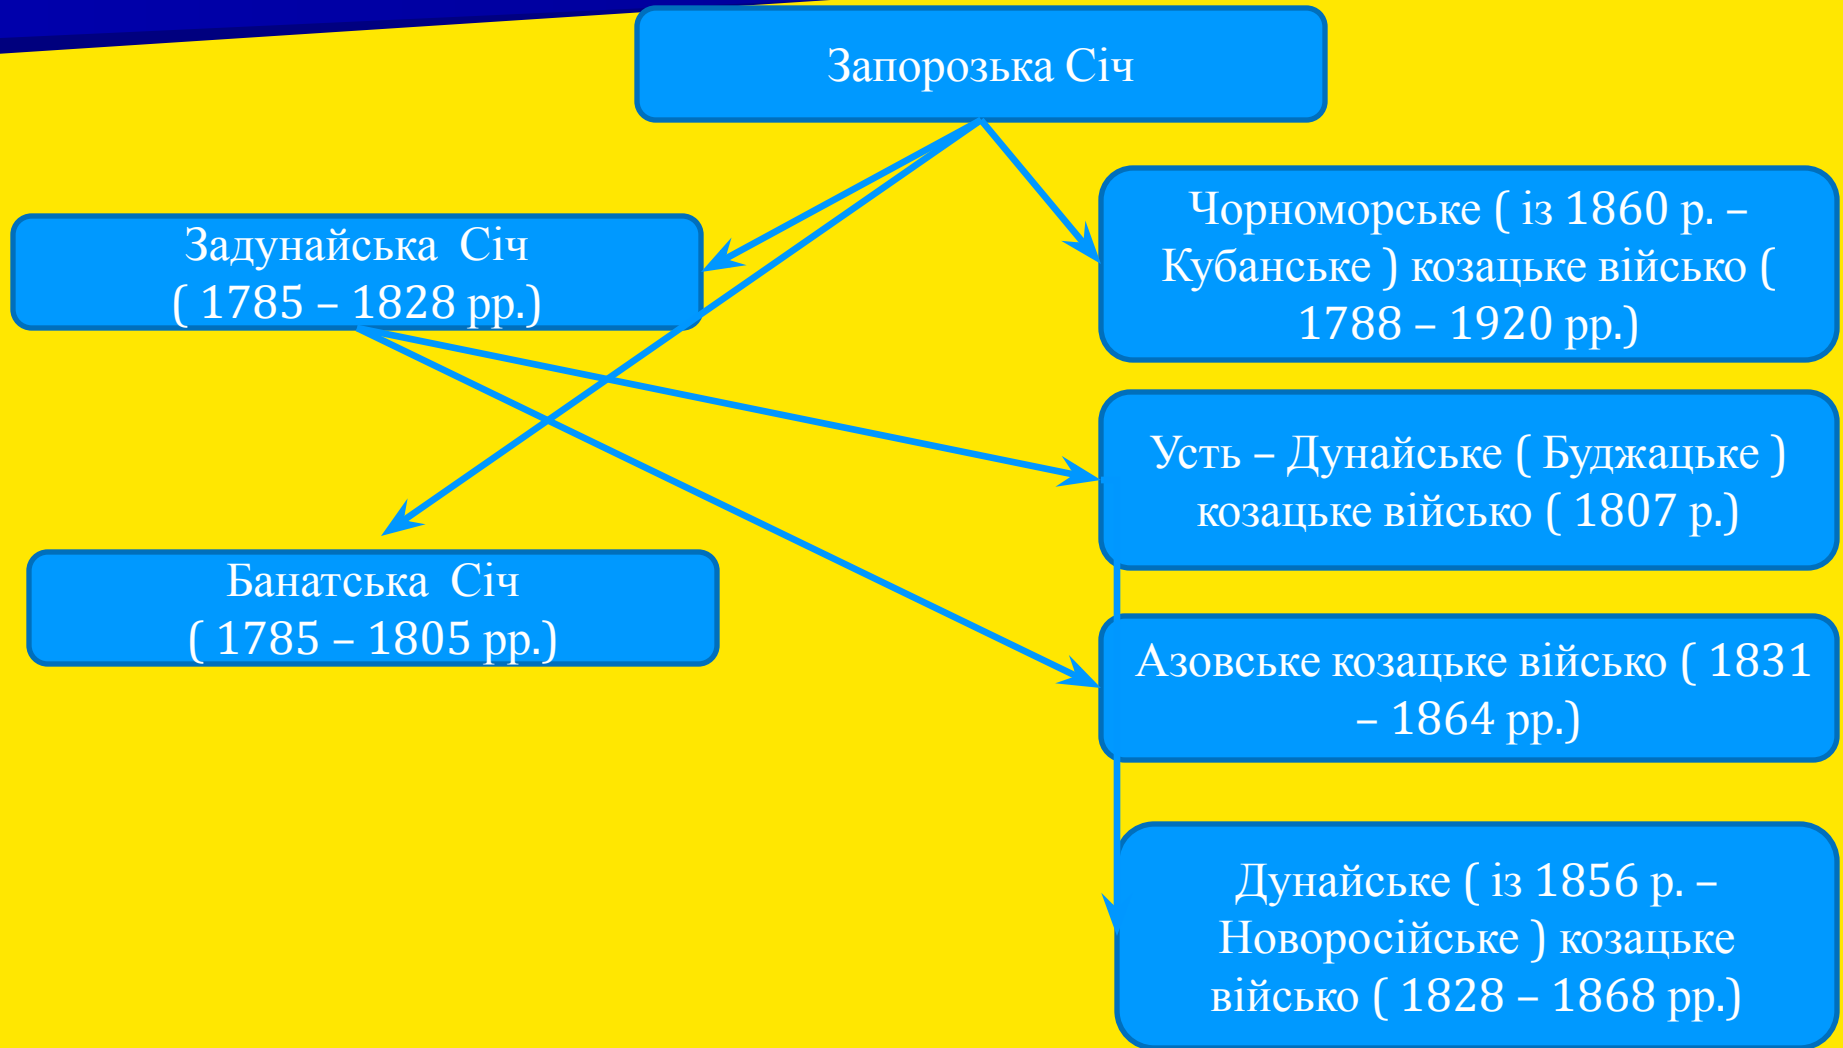 Запорозька Січ
Задунайська Січ
( 1785 – 1828 рр.)
Банатська Січ
( 1785 – 1805 рр.)
Чорноморське ( із 1860 р. –
Кубанське ) козацьке військо (
1788 – 1920 рр.)
Усть – Дунайське ( Буджацьке )
козацьке військо ( 1807 р.)
Азовське козацьке військо ( 1831
– 1864 рр.)
Дунайське ( із 1856 р. –
Новоросійське ) козацьке
військо ( 1828 – 1868 рр.)